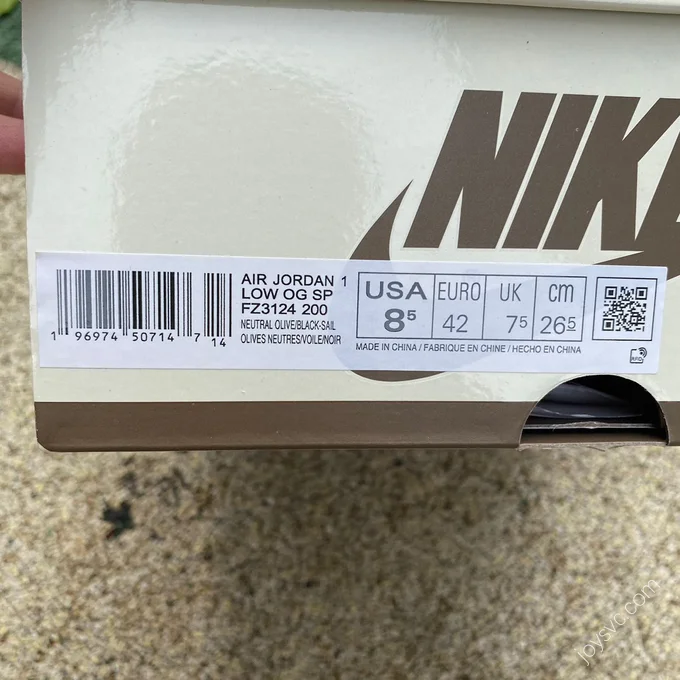 NIKE
AIR JORDAN 1
LOW OG SP
FZ3124 200
NEUTRAL OLIVE/BLACK-SAIL
OLIVES NEUTRES/VOILE/NOIR
1 96974 50714 7 14
USA EURO UK cm
8⁵ 42 7⁵ 26⁵
MADE IN CHINA / FABRIQUE EN CHINE / HECHO EN CHINA
RFID
joysvc.com